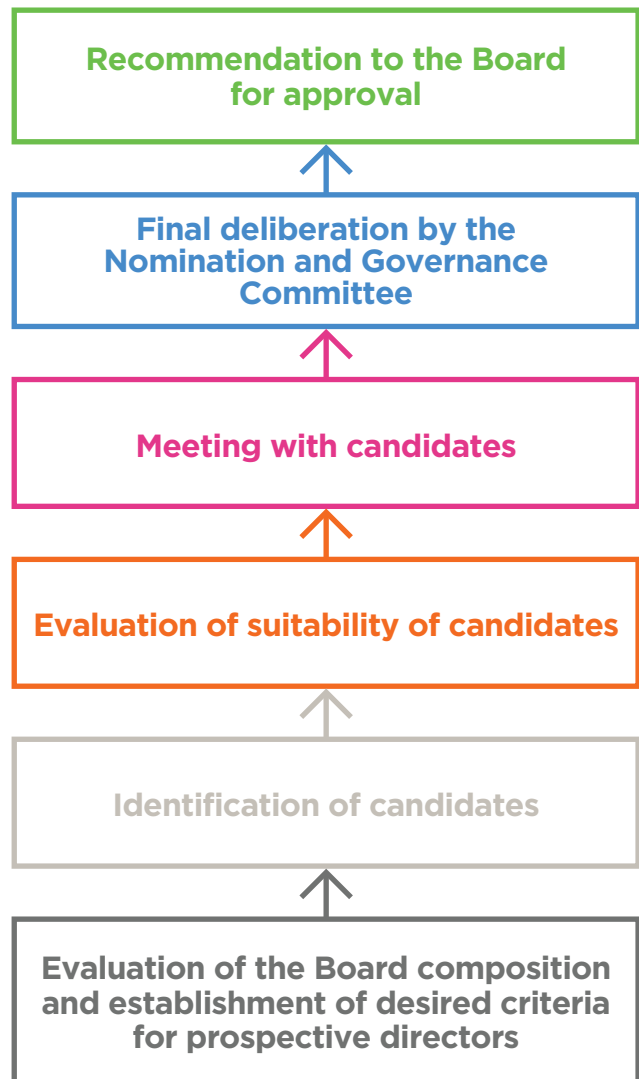 Recommendation to the Board
for approval
Final deliberation by the
Nomination and Governance
Committee
Meeting with candidates
Evaluation of suitability of candidates
Identification of candidates
Evaluation of the Board composition
and establishment of desired criteria
for prospective directors